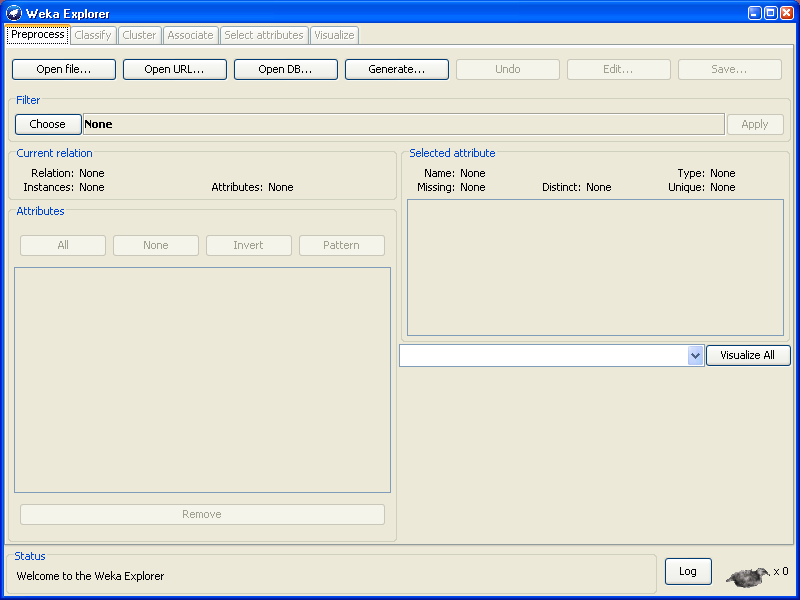 Weka Explorer
Preprocess Classify Cluster Associate Select attributes Visualize
Open file... Open URL... Open DB... Generate... Undo Edit... Save...
Filter
Choose None Apply
Current relation
Relation: None
Instances: None Attributes: None
Selected attribute
Name: None Type: None
Missing: None Distinct: None Unique: None
Attributes
All None Invert Pattern
Visualize All
Remove
Status
Welcome to the Weka Explorer
Log x 0